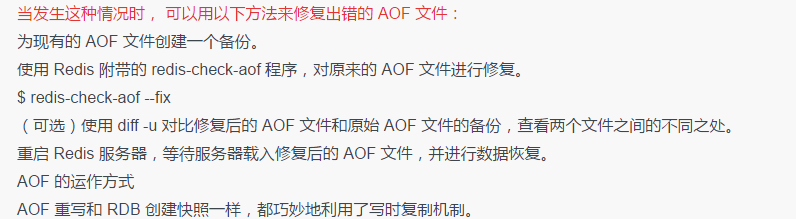 当发生这种情况时， 可以用以下方法来修复出错的 AOF 文件：
为现有的 AOF 文件创建一个备份。
使用 Redis 附带的 redis-check-aof 程序，对原来的 AOF 文件进行修复。
$ redis-check-aof --fix
（可选）使用 diff -u 对比修复后的 AOF 文件和原始 AOF 文件的备份，查看两个文件之间的不同之处。
重启 Redis 服务器，等待服务器载入修复后的 AOF 文件，并进行数据恢复。
AOF 的运作方式
AOF 重写和 RDB 创建快照一样，都巧妙地利用了写时复制机制。